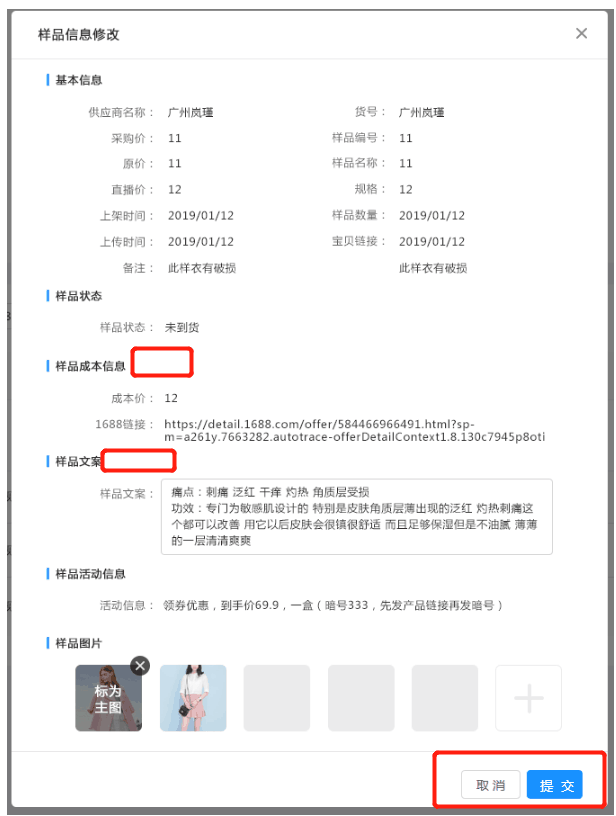 样品信息修改
基本信息
供应商名称： 广州岚瑾 货号： 广州岚瑾
采购价： 11 样品编号： 11
原价： 11 样品名称： 11
直播价： 12 规格： 12
上架时间： 2019/01/12 样品数量： 2019/01/12
上传时间： 2019/01/12 宝贝链接： 2019/01/12
备注： 此样衣有破损 此样衣有破损
样品状态
样品状态： 未到货
样品成本信息
成本价： 12
1688链接： https://detail.1688.com/offer/584466966491.html?sp-
m=a261y.7663282.autotrace-offerDetailContext1.8.130c7945p8oti
样品文案
样品文案： 痛点：刺痛 泛红 干痒 灼热 角质层受损
功效：专门为敏感肌设计的 特别是皮肤角质层薄出现的泛红 灼热刺痛这
个都可以改善 用它以后皮肤会很镇很舒适 而且足够保湿但是不油腻 薄薄
的一层清清爽爽
样品活动信息
活动信息： 领券优惠，到手价69.9，一盒（暗号333，先发产品链接再发暗号）
样品图片
标为
主图
取消 提交